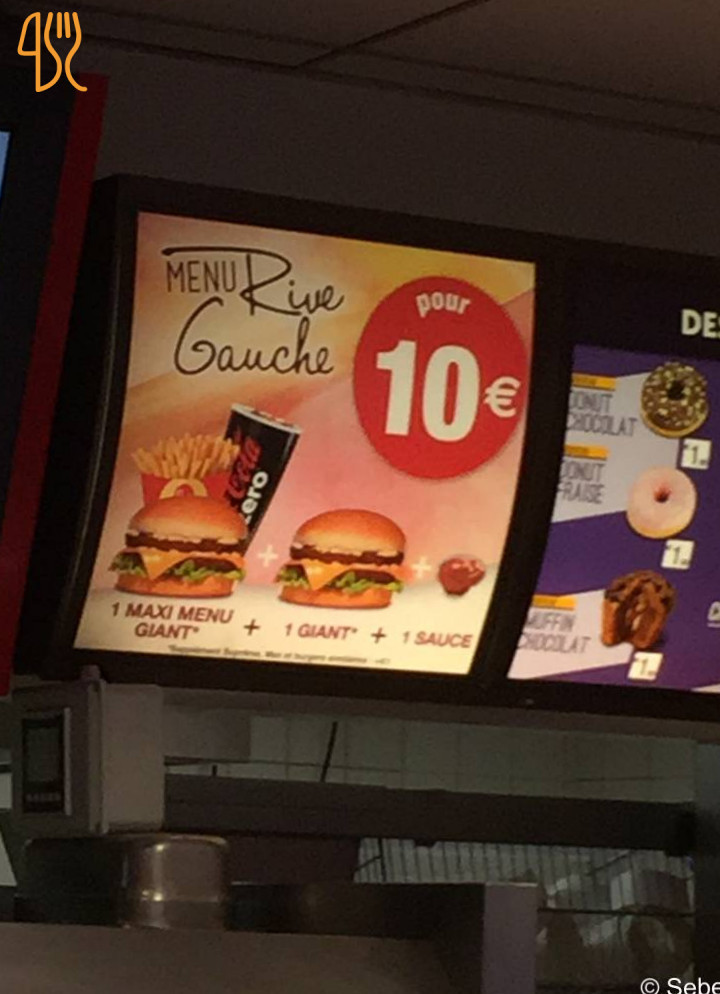 MENU Rive
Gauche
pour
10€
Cola
zero
1 MAXI MENU
GIANT*
+
1 GIANT*
+
1 SAUCE
DES
DONUT
CHOCOLAT
DONUT
FRAISE
MUFFIN
CHOCOLAT
© Sebe